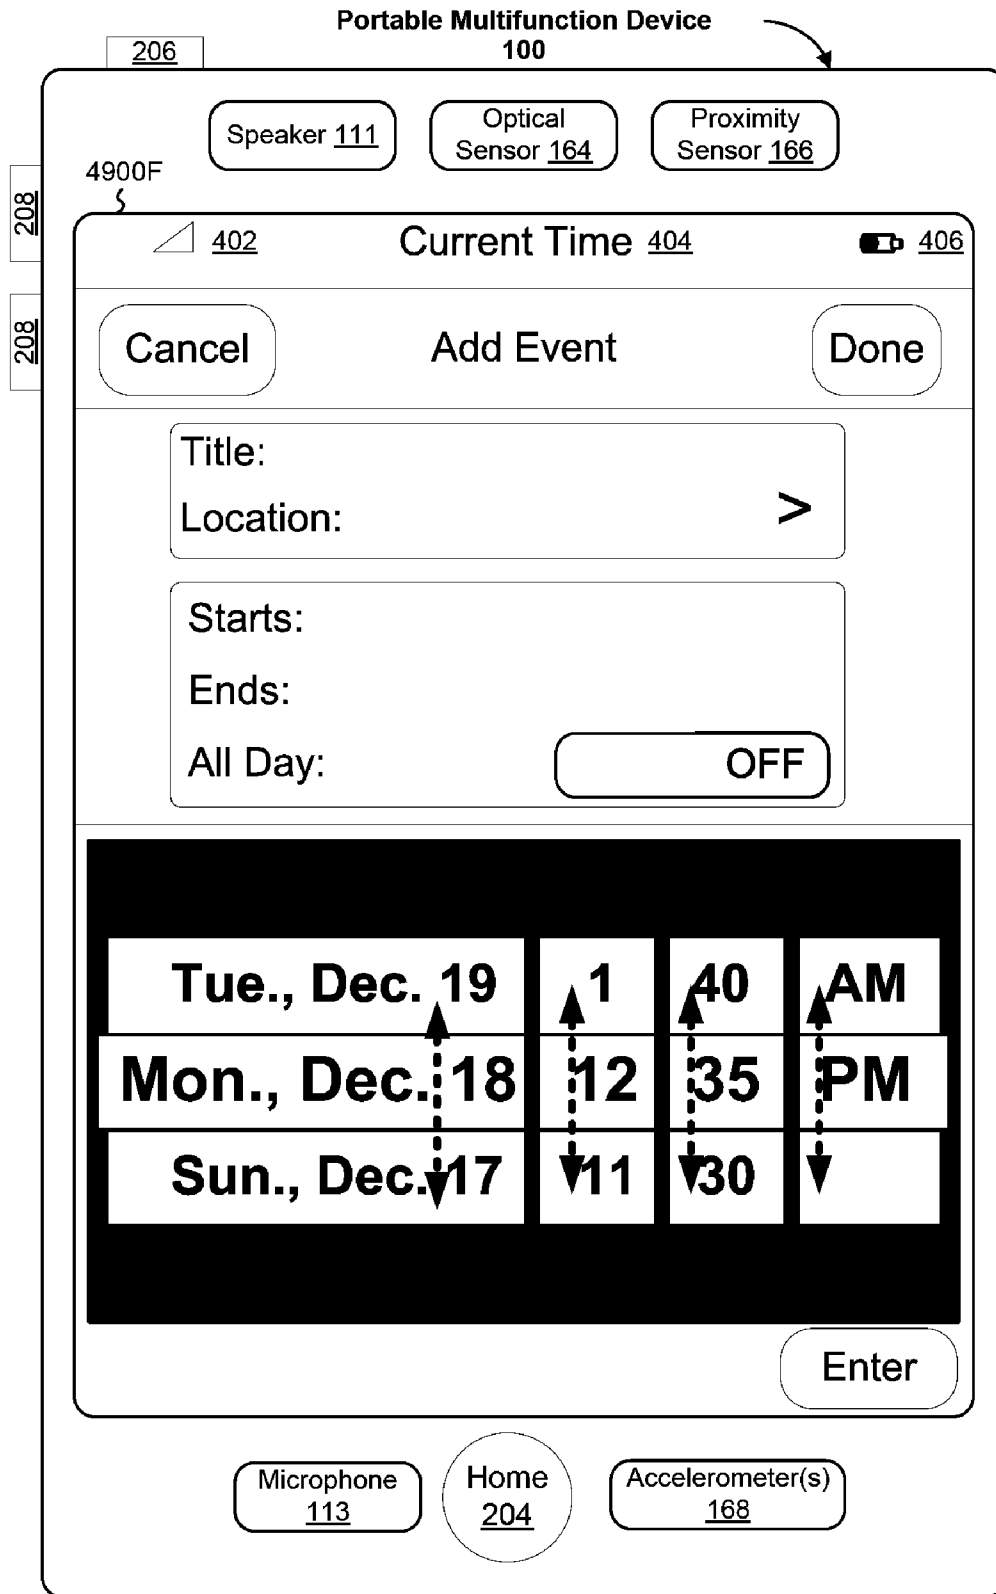 Portable Multifunction Device
100
206
Speaker 111
Optical
Sensor 164
Proximity
Sensor 166
4900F
208
208
402
Current Time 404
406
Cancel
Add Event
Done
Title:
Location:
>
Starts:
Ends:
All Day:
OFF
Tue., Dec. 19 1 40 AM
Mon., Dec. 18 12 35 PM
Sun., Dec. 17 11 30
Enter
Microphone
113
Home
204
Accelerometer(s)
168